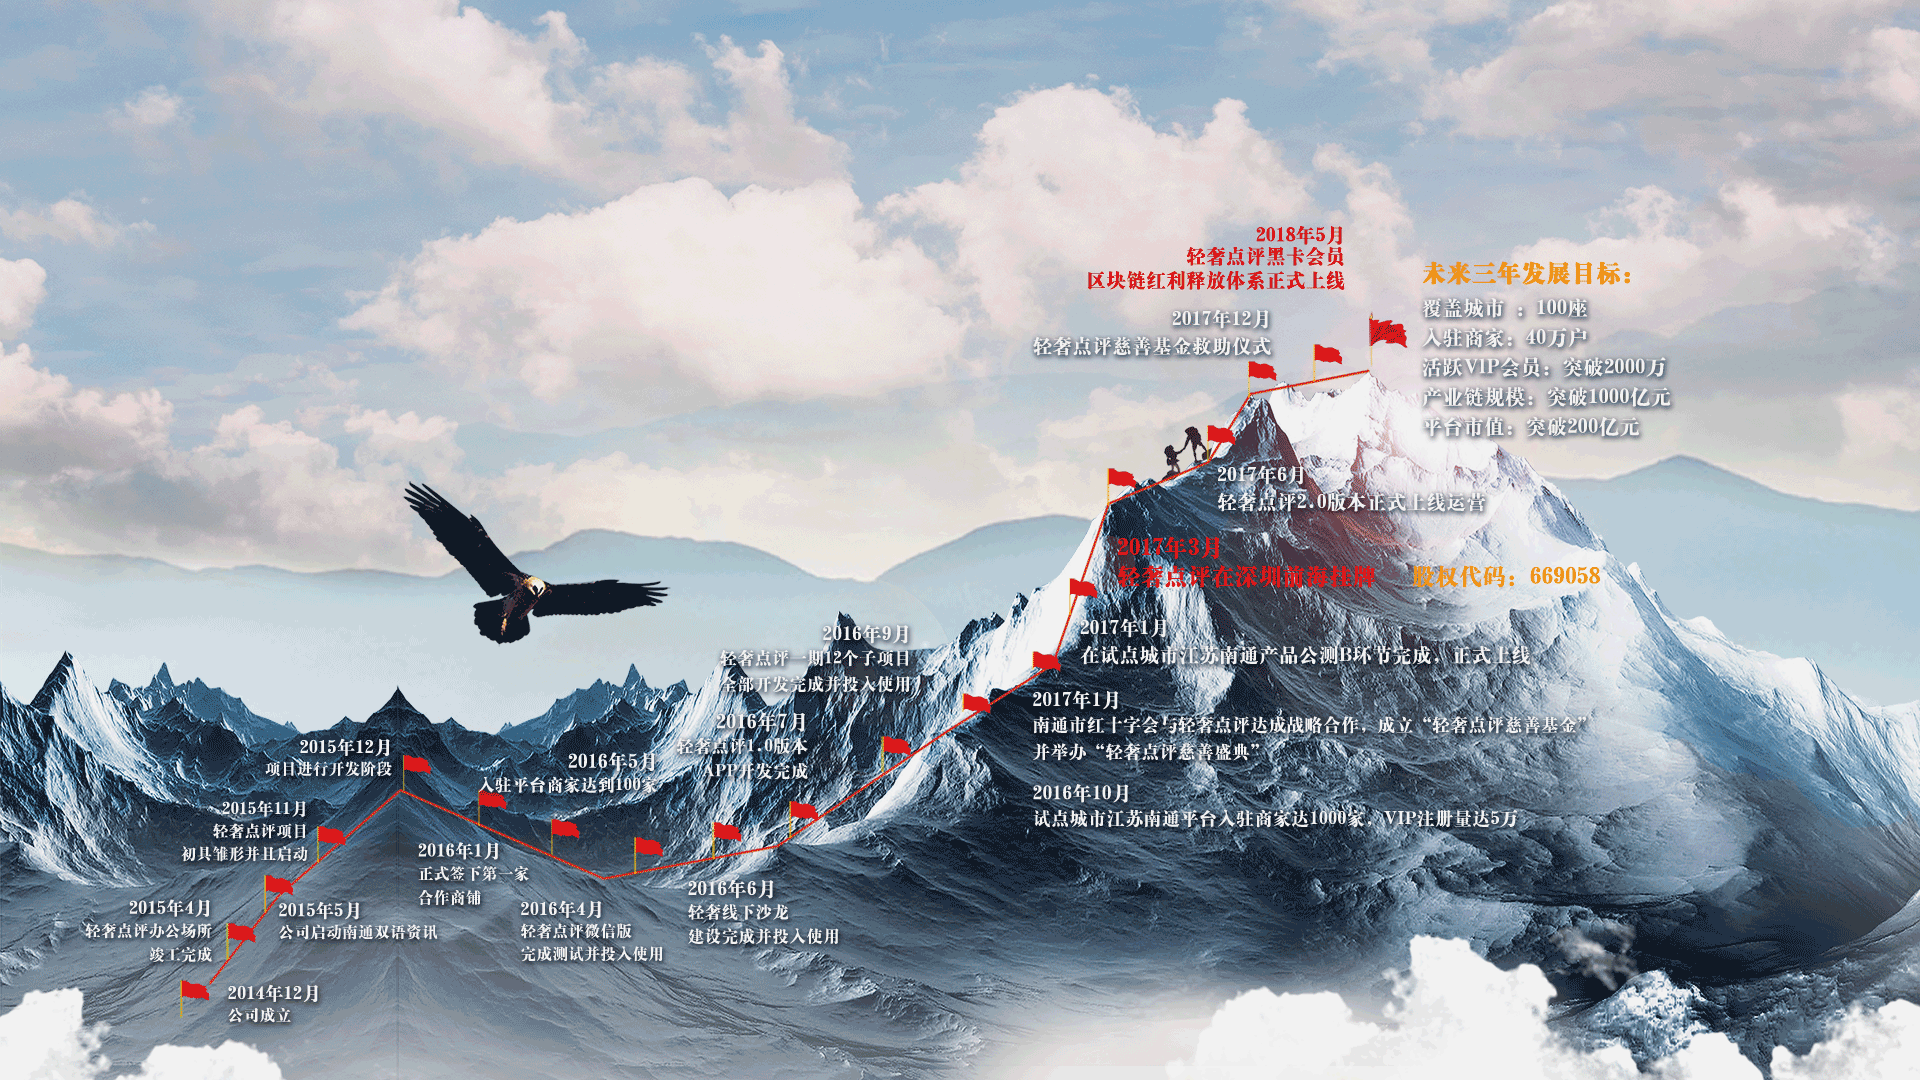 2018年5月
轻奢点评黑卡会员
区块链红利释放体系正式上线
2017年12月
轻奢点评慈善基金救助仪式
未来三年发展目标：
覆盖城市 ：100座
入驻商家：40万户
活跃VIP会员：突破2000万
产业链规模：突破1000亿元
平台市值：突破200亿元
2017年6月
轻奢点评2.0版本正式上线运营
2017年3月
轻奢点评在深圳前海挂牌 股权代码：669058
2017年1月
在试点城市江苏南通产品公测B环节完成，正式上线
2017年1月
南通市红十字会与轻奢点评达成战略合作，成立“轻奢点评慈善基金”
并举办“轻奢点评慈善盛典”
2016年10月
试点城市江苏南通平台入驻商家达1000家，VIP注册量达5万
2016年9月
轻奢点评一期12个子项目
全部开发完成并投入使用
2016年7月
轻奢点评1.0版本
APP开发完成
2016年6月
轻奢线下沙龙
建设完成并投入使用
2016年5月
入驻平台商家达到100家
2016年4月
轻奢点评微信版
完成测试并投入使用
2016年1月
正式签下第一家
合作商铺
2015年12月
项目进行开发阶段
2015年11月
轻奢点评项目
初具雏形并且启动
2015年5月
公司启动南通双语资讯
2015年4月
轻奢点评办公场所
竣工完成
2014年12月
公司成立